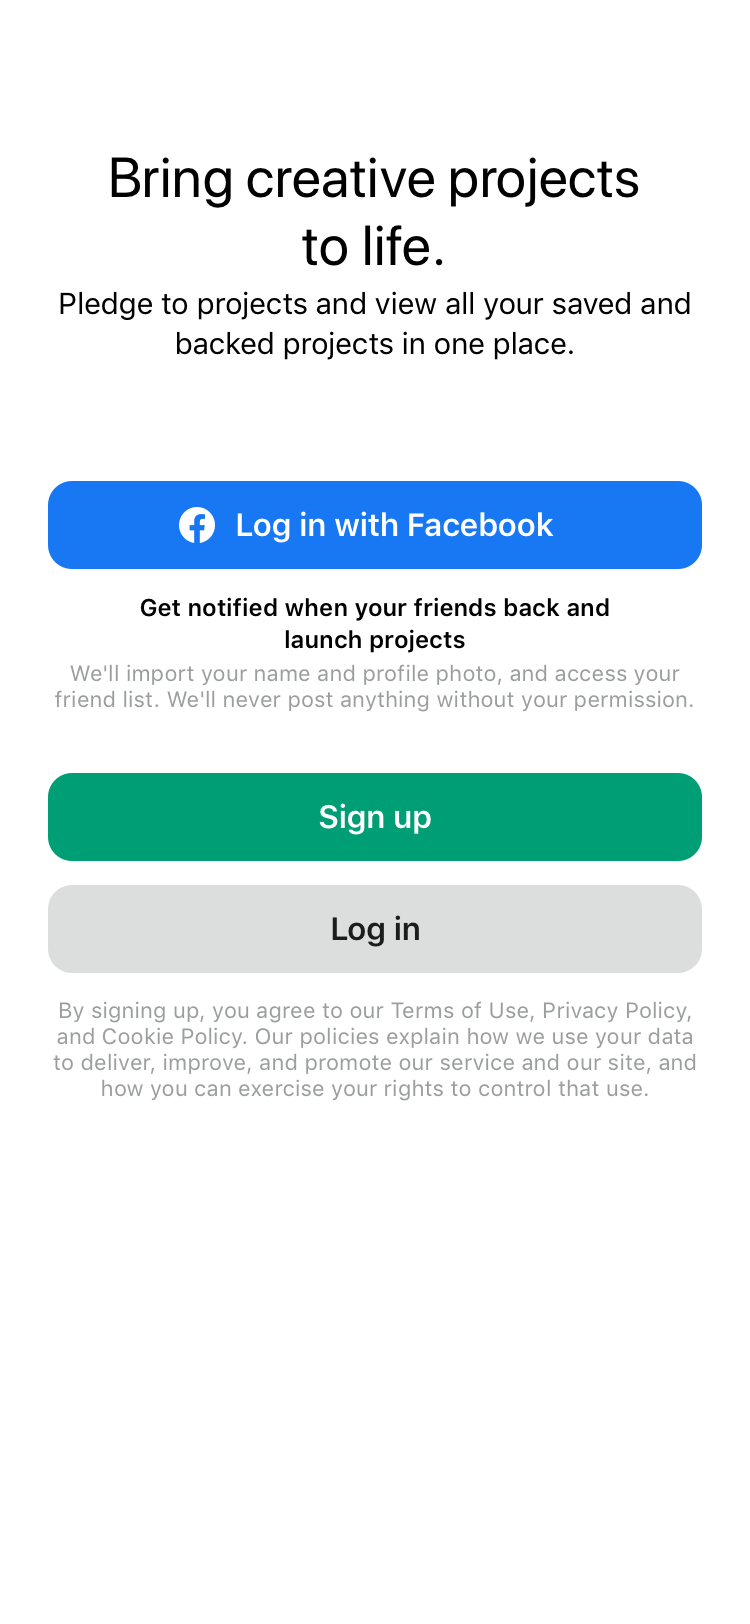 Bring creative projects
to life.
Pledge to projects and view all your saved and
backed projects in one place.
Log in with Facebook
Get notified when your friends back and
launch projects
We'll import your name and profile photo, and access your
friend list. We'll never post anything without your permission.
Sign up
Log in
By signing up, you agree to our Terms of Use, Privacy Policy,
and Cookie Policy. Our policies explain how we use your data
to deliver, improve, and promote our service and our site, and
how you can exercise your rights to control that use.